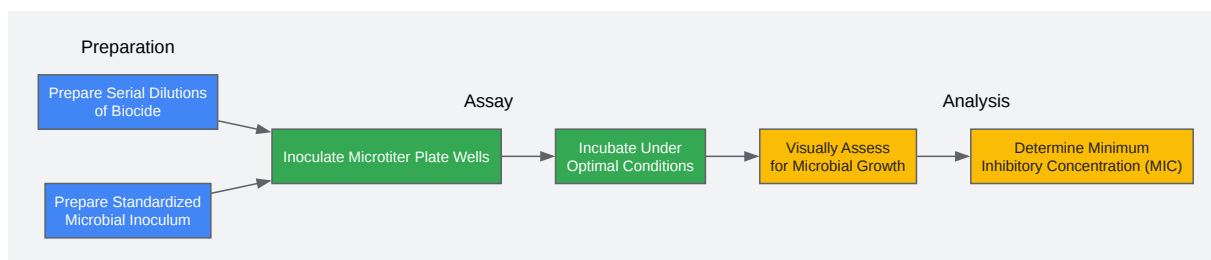 Preparation
Prepare Serial Dilutions
of Biocide
Prepare Standardized
Microbial Inoculum
Assay
Inoculate Microtiter Plate Wells
Incubate Under
Optimal Conditions
Analysis
Visually Assess
for Microbial Growth
Determine Minimum
Inhibitory Concentration (MIC)